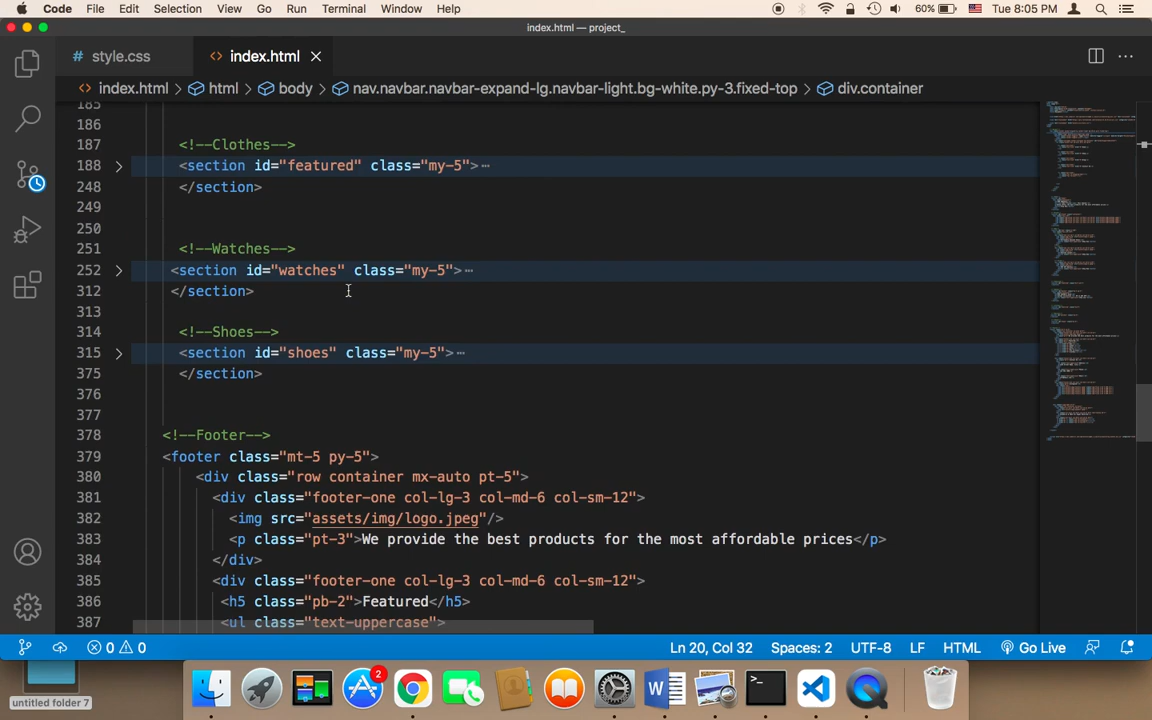 Code File Edit Selection View Go Run Terminal Window Help 60% Tue 8:05 PM
index.html — project_
# style.css <> index.html
<> index.html > html > body > nav.navbar.navbar-expand-lg.navbar-light.bg-white.py-3.fixed-top > div.container
185
186
187 <!--Clothes-->
188 <section id="featured" class="my-5">…
248 </section>
249
250
251 <!--Watches-->
252 <section id="watches" class="my-5">…
312 </section>
313
314 <!--Shoes-->
315 <section id="shoes" class="my-5">…
375 </section>
376
377
378 <!--Footer-->
379 <footer class="mt-5 py-5">
380 <div class="row container mx-auto pt-5">
381 <div class="footer-one col-lg-3 col-md-6 col-sm-12">
382 <img src="assets/img/logo.jpeg"/>
383 <p class="pt-3">We provide the best products for the most affordable prices</p>
384 </div>
385 <div class="footer-one col-lg-3 col-md-6 col-sm-12">
386 <h5 class="pb-2">Featured</h5>
387 <ul class="text-uppercase">
0 0 Ln 20, Col 32 Spaces: 2 UTF-8 LF HTML Go Live
2
untitled folder 7